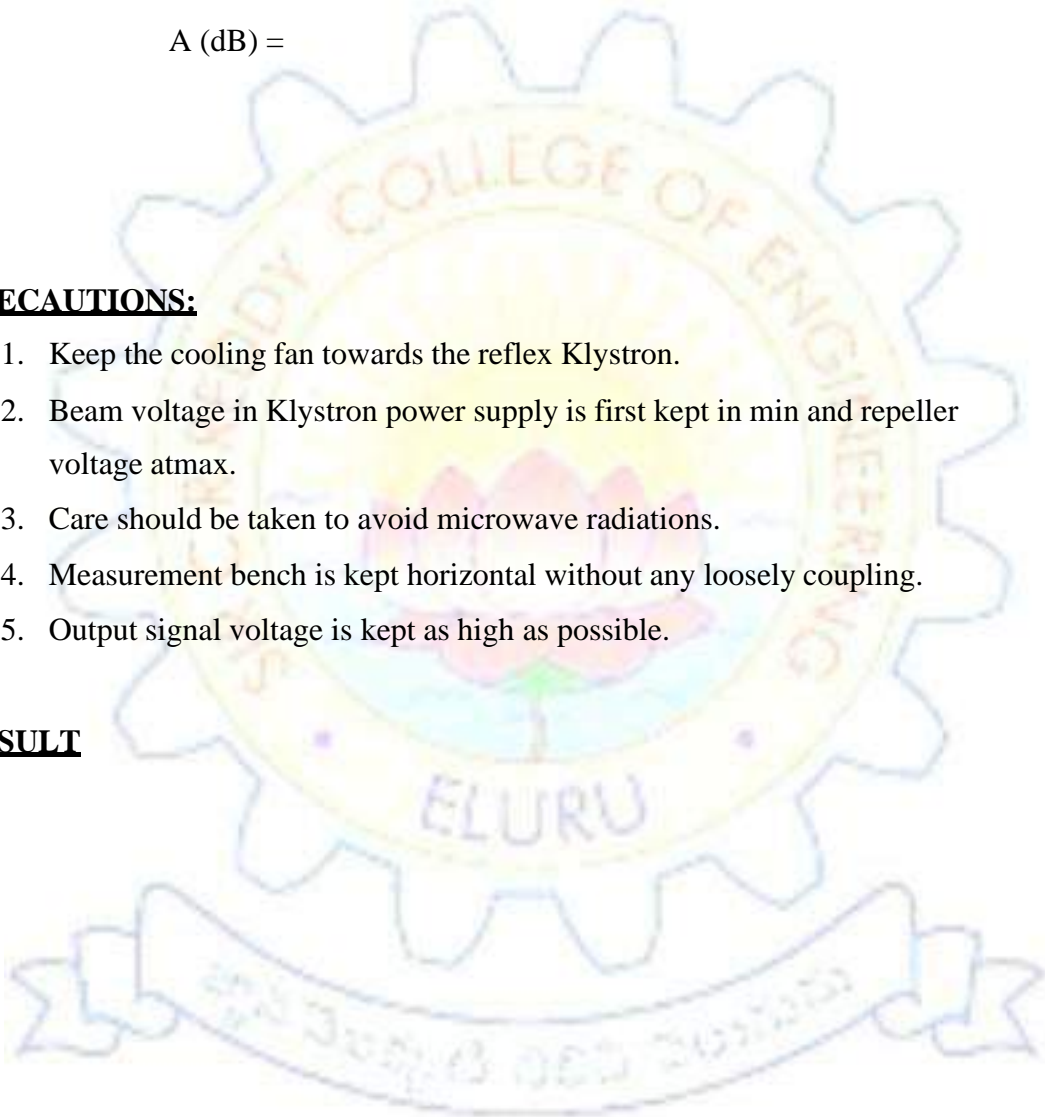 A (dB) =
ECAUTIONS:
1. Keep the cooling fan towards the reflex Klystron.
2. Beam voltage in Klystron power supply is first kept in min and repeller
voltage atmax.
3. Care should be taken to avoid microwave radiations.
4. Measurement bench is kept horizontal without any loosely coupling.
5. Output signal voltage is kept as high as possible.
SULT
REDDY COLLEGE OF ENGINEERING
ELURU